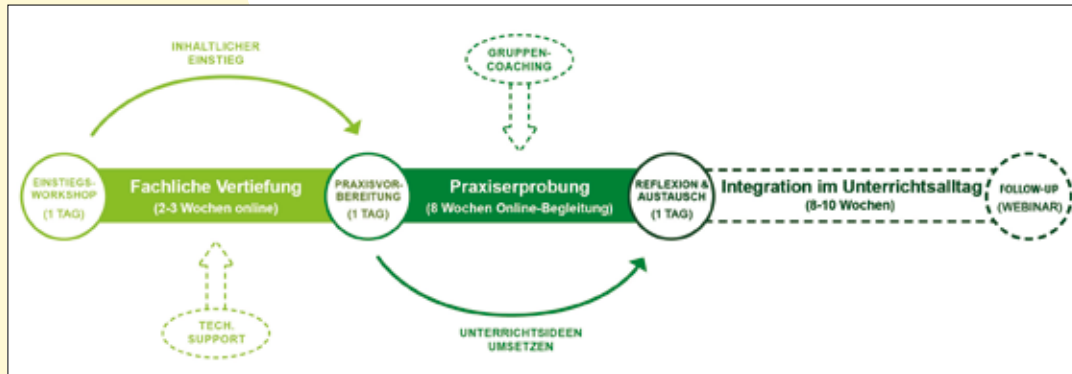 INHALTLICHER
EINSTIEG
GRUPPEN-
COACHING
EINSTIEGS-
WORKSHOP
(1 TAG)
Fachliche Vertiefung
(2-3 Wochen online)
PRAXISVOR-
BEREITUNG
(1 TAG)
Praxiserprobung
(8 Wochen Online-Begleitung)
REFLEXION &
AUSTAUSCH
(1 TAG)
Integration im Unterrichtsalltag
(8-10 Wochen)
FOLLOW-UP
(WEBINAR)
TECH.
SUPPORT
UNTERRICHTSIDEEN
UMSETZEN